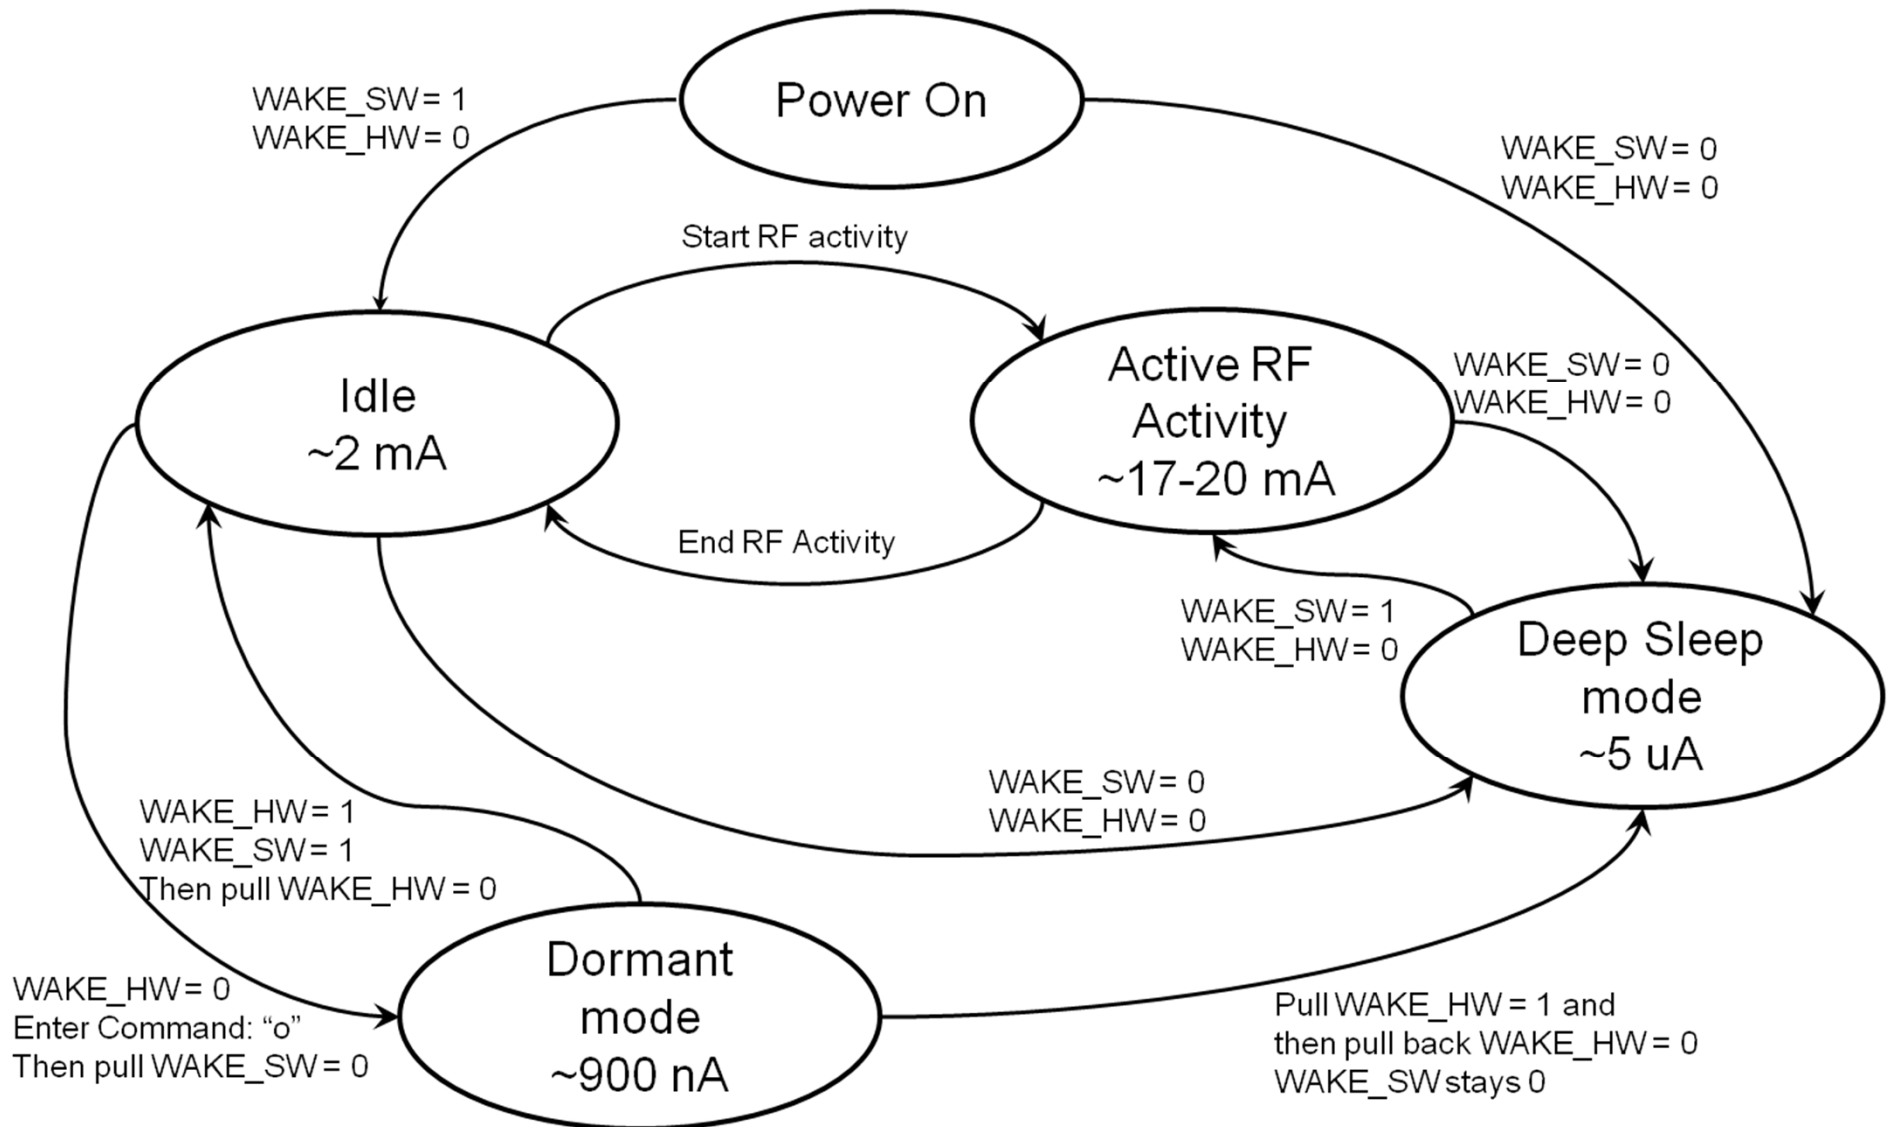 Power On
WAKE_SW= 1
WAKE_HW= 0
WAKE_SW= 0
WAKE_HW= 0
Start RF activity
Idle
~2 mA
Active RF
Activity
~17-20 mA
WAKE_SW= 0
WAKE_HW= 0
End RF Activity
WAKE_SW= 1
WAKE_HW= 0
Deep Sleep
mode
~5 uA
WAKE_SW= 0
WAKE_HW= 0
WAKE_HW= 1
WAKE_SW= 1
Then pull WAKE_HW= 0
Dormant
mode
~900 nA
WAKE_HW= 0
Enter Command: “o”
Then pull WAKE_SW= 0
Pull WAKE_HW= 1 and
then pull back WAKE_HW= 0
WAKE_SW stays 0